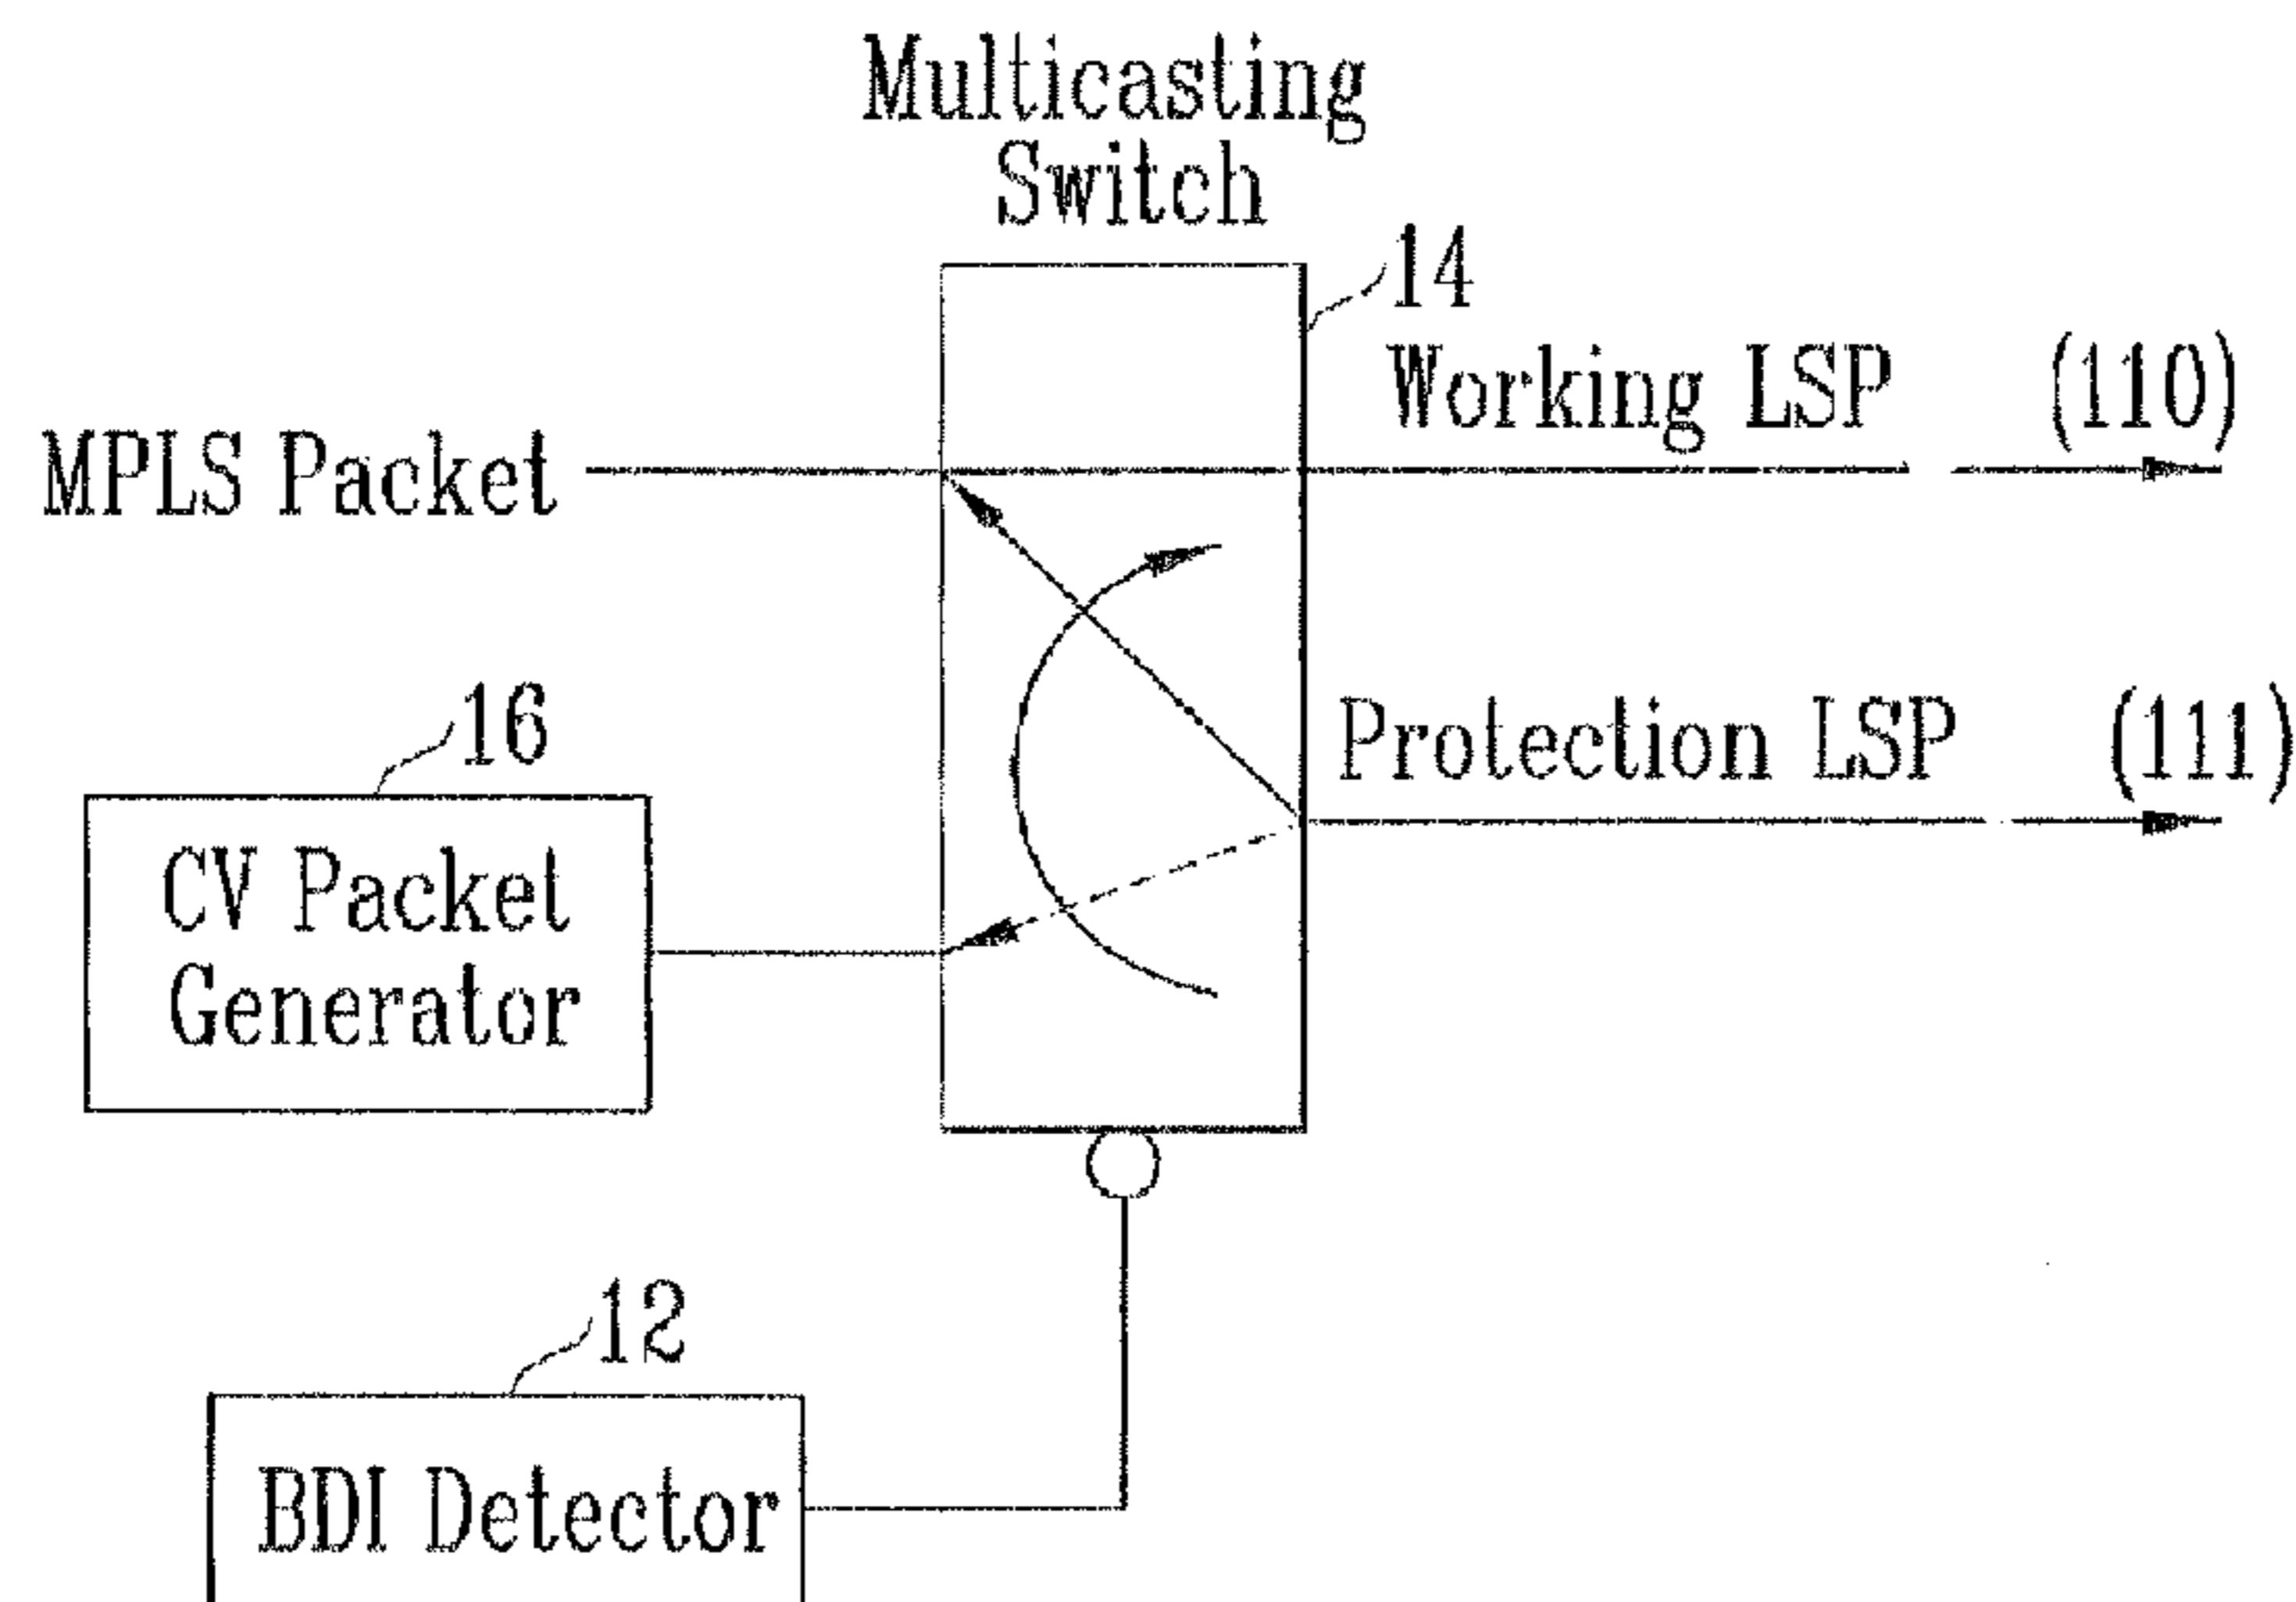 Multicasting
Switch
14
Working LSP (110)
MPLS Packet
16
Protection LSP (111)
CV Packet
Generator
12
BDI Detector